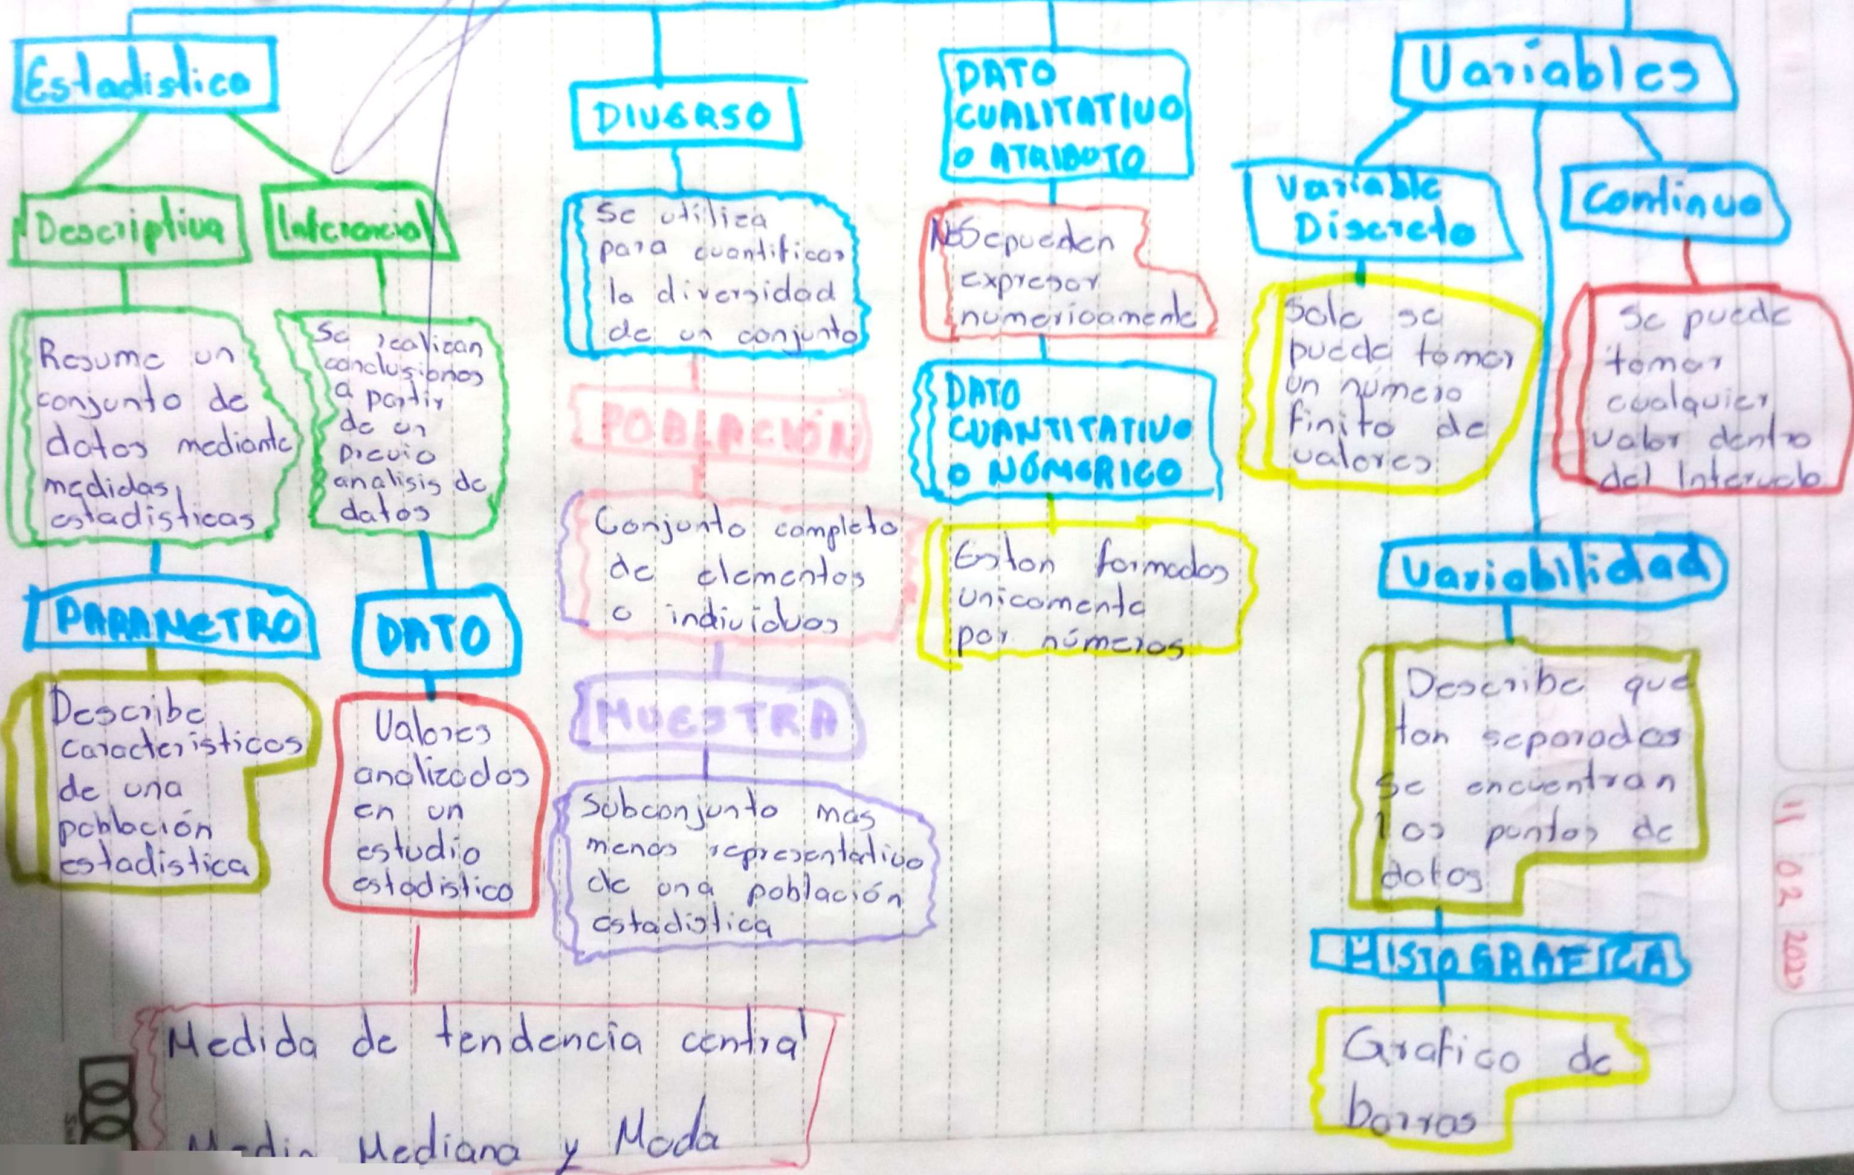 Estadistica
Descriptiva
Inferencial
Resume un
conjunto de
datos mediante
medidas
estadisticas
Se realizan
conclusiones
a partir
de un
previo
analisis de
datos
PARAMETRO
Describe
caracteristicas
de una
población
estadistica
DATO
Valores
analizados
en un
estudio
estadistico
Medida de tendencia central
Media Mediana y Moda
DIVERSO
Se utiliza
para cuantificar
la diversidad
de un conjunto
POBLACIÓN
Conjunto completo
de elementos
o individuos
MUESTRA
Subconjunto mas
menos representativo
de una población
estadistica
DATO
CUALITATIVO
O ATRIBUTO
No Se pueden
expresar
numericamente
DATO
CUANTITATIVO
O NÚMERICO
Estan formados
unicamente
por números
Variables
Variable
Discreta
Solo se
puede tomar
un número
finito de
valores
Continua
Se puede
tomar
cualquier
valor dentro
del Intervalo
Variabilidad
Describe que
tan separados
se encuentran
los puntos de
datos
HISTOGRAFICA
Grafico de
barras
11 02 202